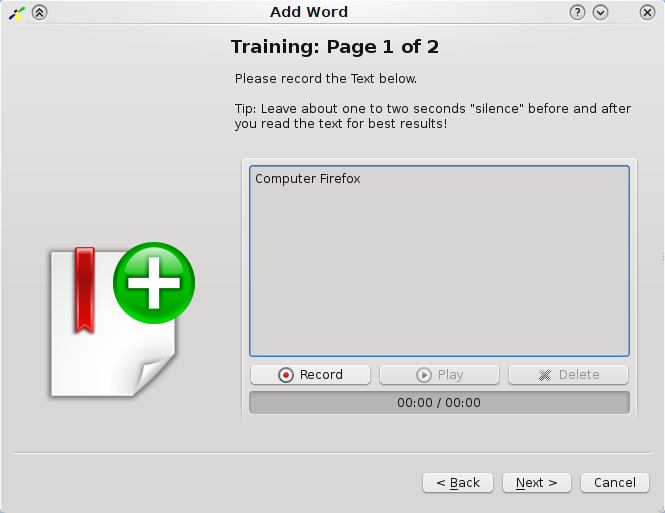 Add Word
Training: Page 1 of 2
Please record the Text below.
Tip: Leave about one to two seconds "silence" before and after
you read the text for best results!
Computer Firefox
Record Play Delete
00:00 / 00:00
< Back Next > Cancel